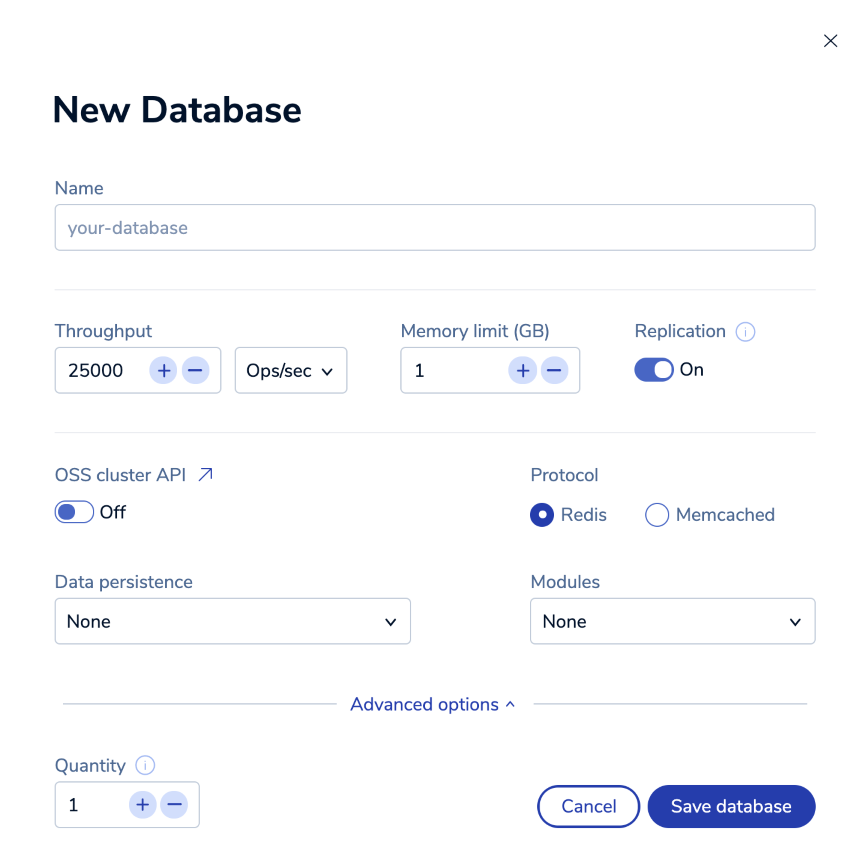 New Database
Name
your-database
Throughput
Memory limit (GB)
Replication
25000
Ops/sec
1
On
OSS cluster API
Protocol
Off
Redis
Memcached
Data persistence
Modules
None
None
Advanced options
Quantity
1
Cancel
Save database